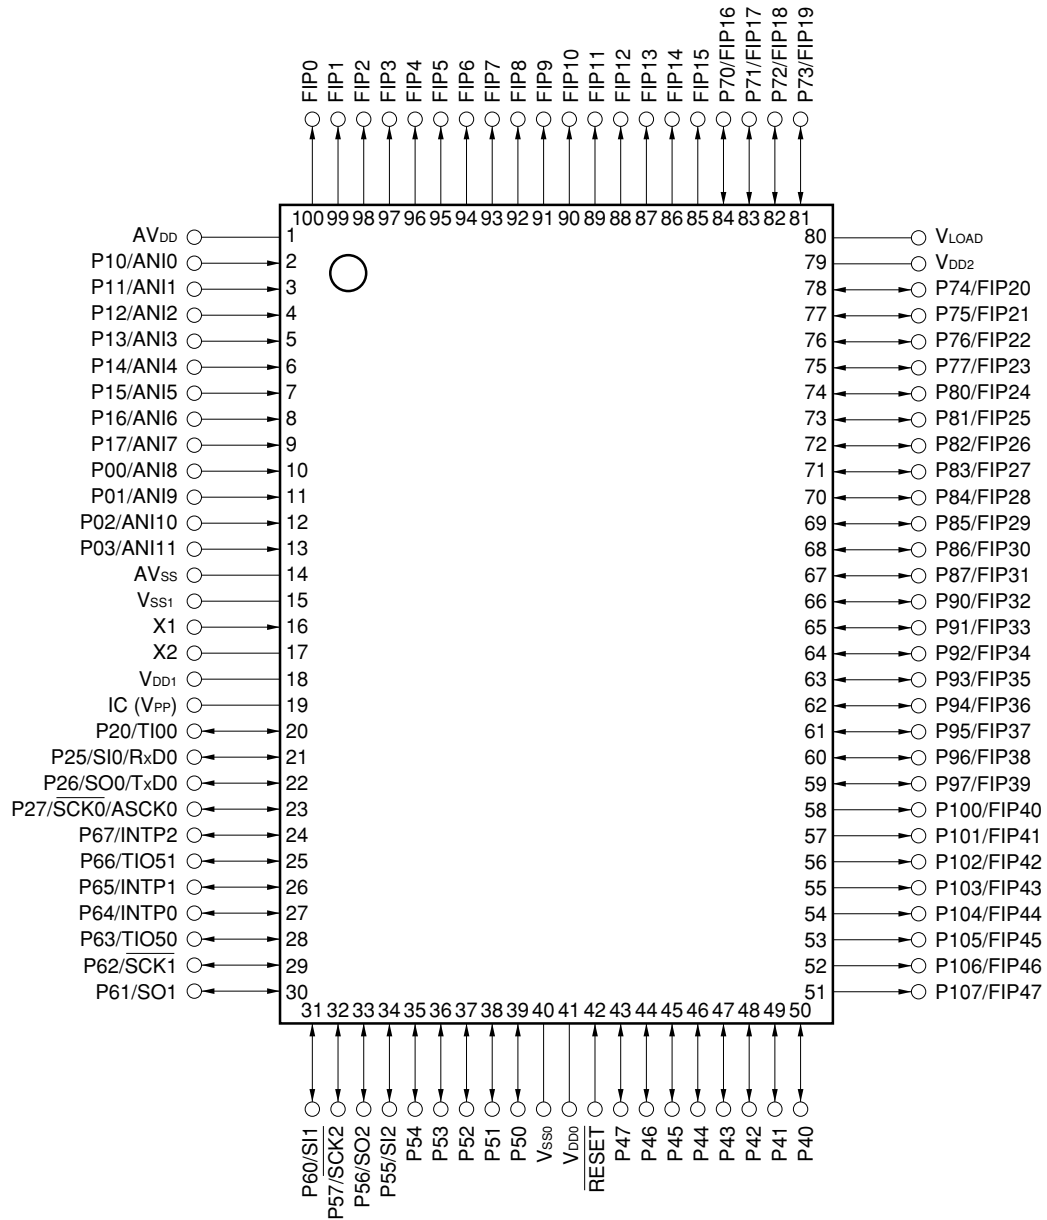 FIP0
FIP1
FIP2
FIP3
FIP4
FIP5
FIP6
FIP7
FIP8
FIP9
FIP10
FIP11
FIP12
FIP13
FIP14
FIP15
P70/FIP16
P71/FIP17
P72/FIP18
P73/FIP19
100 99 98 97 96 95 94 93 92 91 90 89 88 87 86 85 84 83 82 81
AVDD 1
P10/ANI0 2
P11/ANI1 3
P12/ANI2 4
P13/ANI3 5
P14/ANI4 6
P15/ANI5 7
P16/ANI6 8
P17/ANI7 9
P00/ANI8 10
P01/ANI9 11
P02/ANI10 12
P03/ANI11 13
AVSS 14
VSS1 15
X1 16
X2 17
VDD1 18
IC (VPP) 19
P20/TI00 20
P25/SI0/RxD0 21
P26/SO0/TxD0 22
P27/SCK0/ASCK0 23
P67/INTP2 24
P66/TIO51 25
P65/INTP1 26
P64/INTP0 27
P63/TIO50 28
P62/SCK1 29
P61/SO1 30
80 VLOAD
79 VDD2
78 P74/FIP20
77 P75/FIP21
76 P76/FIP22
75 P77/FIP23
74 P80/FIP24
73 P81/FIP25
72 P82/FIP26
71 P83/FIP27
70 P84/FIP28
69 P85/FIP29
68 P86/FIP30
67 P87/FIP31
66 P90/FIP32
65 P91/FIP33
64 P92/FIP34
63 P93/FIP35
62 P94/FIP36
61 P95/FIP37
60 P96/FIP38
59 P97/FIP39
58 P100/FIP40
57 P101/FIP41
56 P102/FIP42
55 P103/FIP43
54 P104/FIP44
53 P105/FIP45
52 P106/FIP46
51 P107/FIP47
31 32 33 34 35 36 37 38 39 40 41 42 43 44 45 46 47 48 49 50
P60/SI1
P57/SCK2
P56/SO2
P55/SI2
P54
P53
P52
P51
P50
VSS0
VDD0
RESET
P47
P46
P45
P44
P43
P42
P41
P40